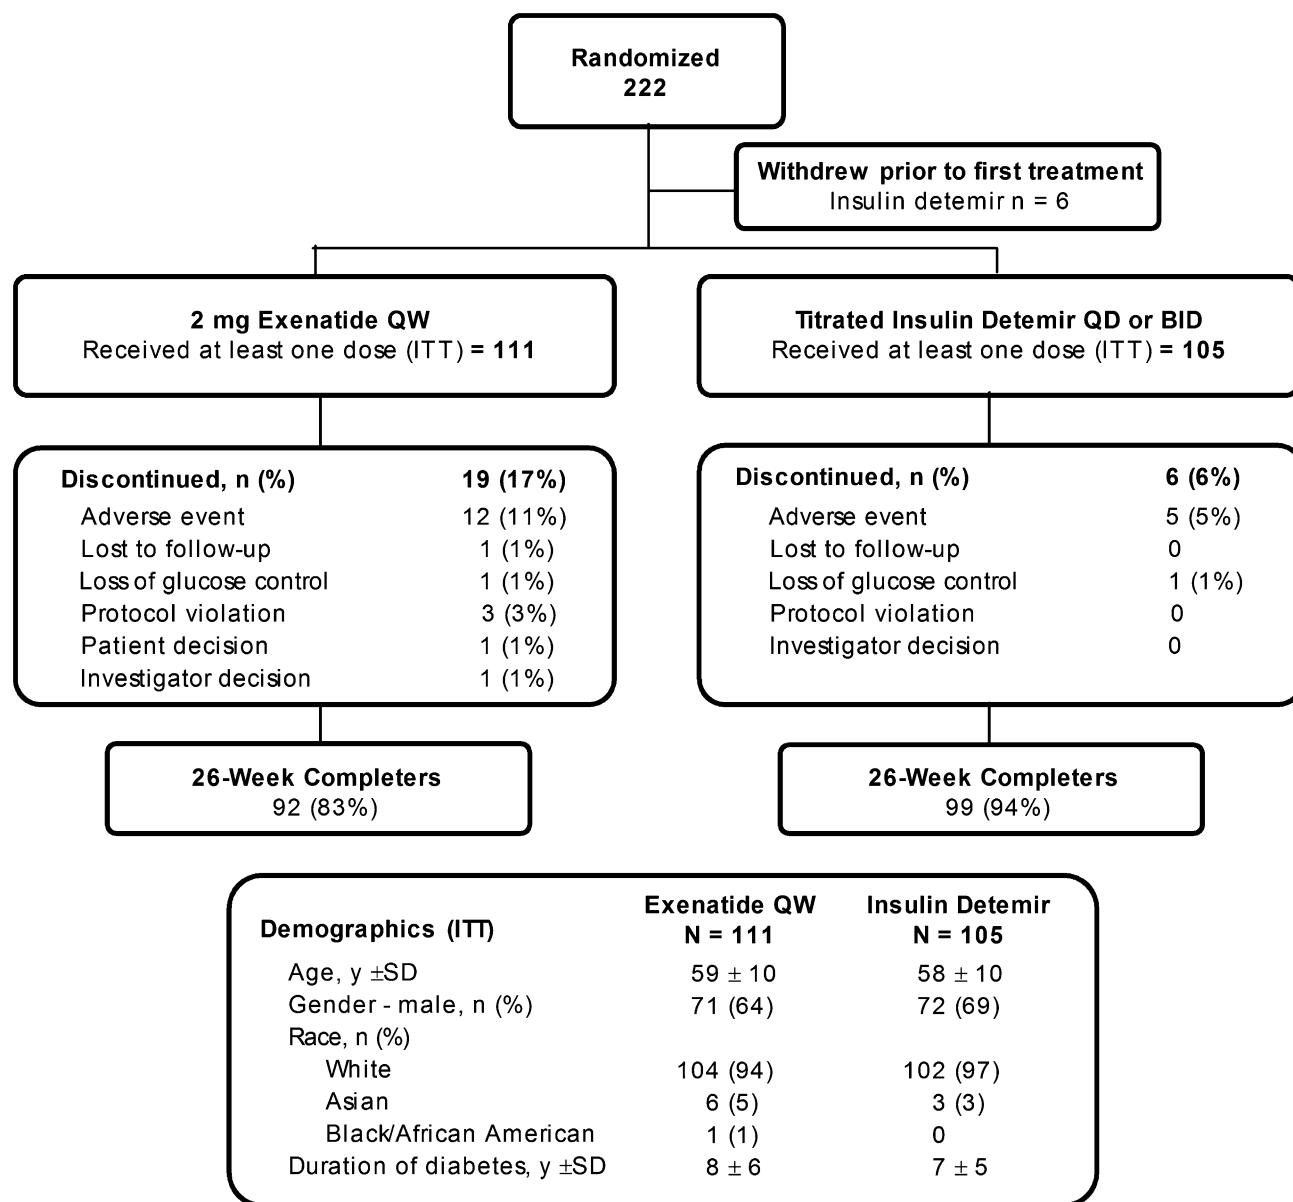 Randomized
222
Withdrew prior to first treatment
Insulin detemir n = 6
2 mg Exenatide QW
Received at least one dose (ITT) = 111
Titrated Insulin Detemir QD or BID
Received at least one dose (ITT) = 105
Discontinued, n (%) 19 (17%)
Adverse event 12 (11%)
Lost to follow-up 1 (1%)
Loss of glucose control 1 (1%)
Protocol violation 3 (3%)
Patient decision 1 (1%)
Investigator decision 1 (1%)
Discontinued, n (%) 6 (6%)
Adverse event 5 (5%)
Lost to follow-up 0
Loss of glucose control 1 (1%)
Protocol violation 0
Investigator decision 0
26-Week Completers
92 (83%)
26-Week Completers
99 (94%)
Exenatide QW Insulin Detemir
Demographics (ITT) N = 111 N = 105
Age, y ±SD 59 ± 10 58 ± 10
Gender - male, n (%) 71 (64) 72 (69)
Race, n (%)
White 104 (94) 102 (97)
Asian 6 (5) 3 (3)
Black/African American 1 (1) 0
Duration of diabetes, y ±SD 8 ± 6 7 ± 5